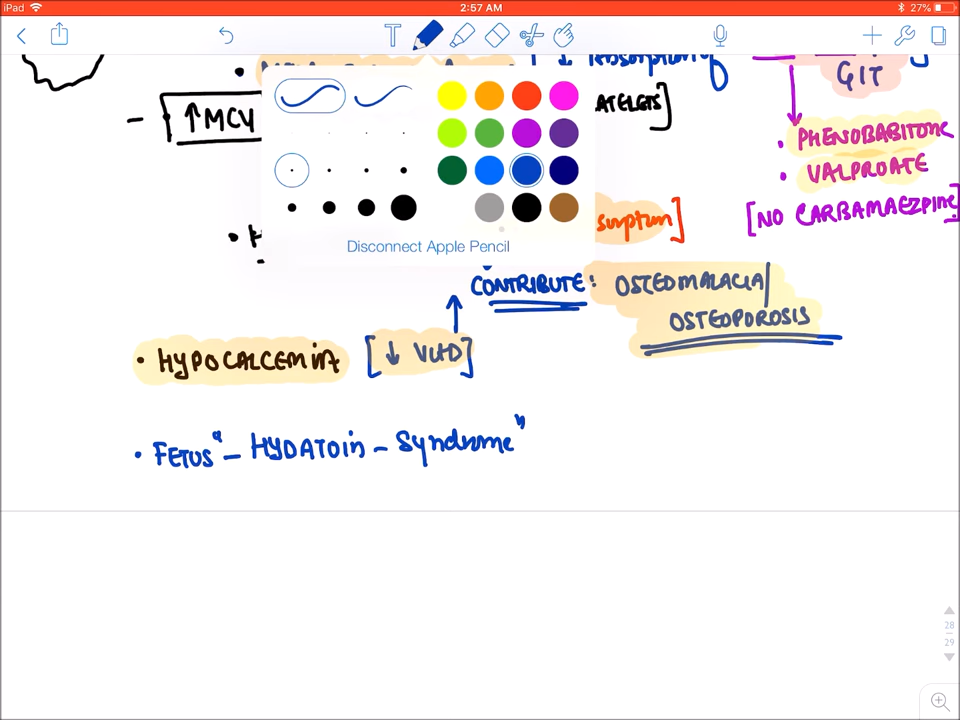 iPad 2:57 AM 27%
GIT
- [↑MCV ATELETS]
• PHENOBABITONE
• VALPROATE
[NO CARBAMAEZPINE]
sorption]
Disconnect Apple Pencil
CONTRIBUTE: OSTEOMALACIA/
OSTEOPOROSIS
• HYPOCALCEMIA [↓ VitD]
• FETUS "- HYDATOIN - Syndrome"
28
29